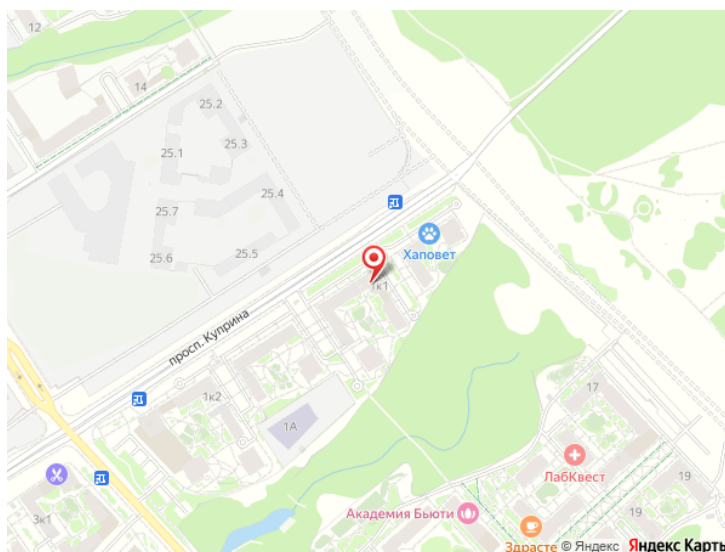 12
14
25.2
25.1
25.3
25.4
25.7
25.5
25.6
Хаповет
1к1
просп. Куприна
1к2
1А
17
ЛабКвест
19
19
3к1
Академия Бьюти
Здрасте
© Яндекс Яндекс Карты